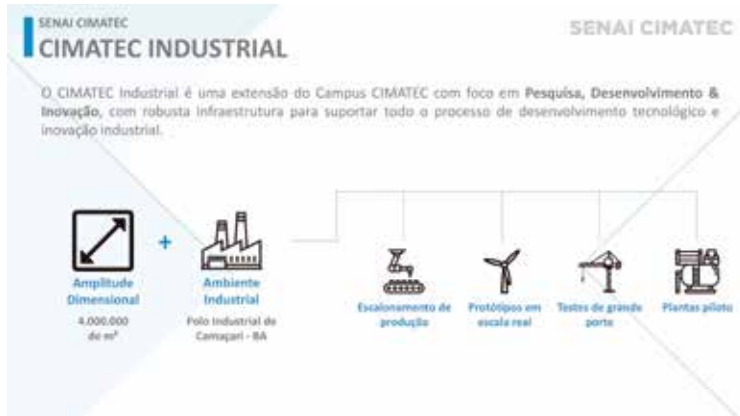 SENAI CIMATEC
CIMATEC INDUSTRIAL
SENAI CIMATEC
O CIMATEC Industrial é uma extensão do Campus CIMATEC com foco em Pesquisa, Desenvolvimento &
Inovação, com robusta infraestrutura para suportar todo o processo de desenvolvimento tecnológico e
inovação industrial.
+
Amplitude
Dimensional
4.000.000
de m²
Ambiente
Industrial
Polo Industrial de
Camaçari - BA
Escalonamento de
produção
Protótipos em
escala real
Testes de grande
porte
Plantas piloto